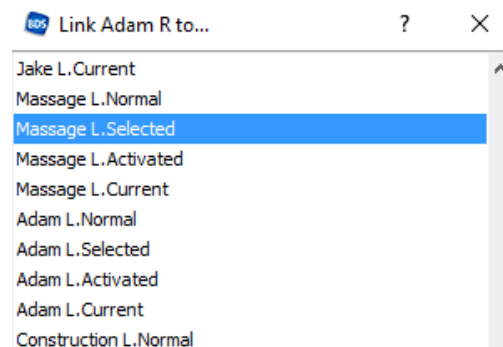 BDS Link Adam R to... ?
Jake L.Current
Massage L.Normal
Massage L.Selected
Massage L.Activated
Massage L.Current
Adam L.Normal
Adam L.Selected
Adam L.Activated
Adam L.Current
Construction L.Normal